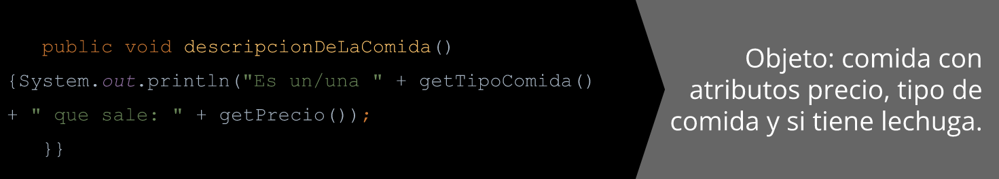 public void descripcionDeLaComida()
{System.out.println("Es un/una " + getTipoComida()
+ " que sale: " + getPrecio());
}}
Objeto: comida con
atributos precio, tipo de
comida y si tiene lechuga.